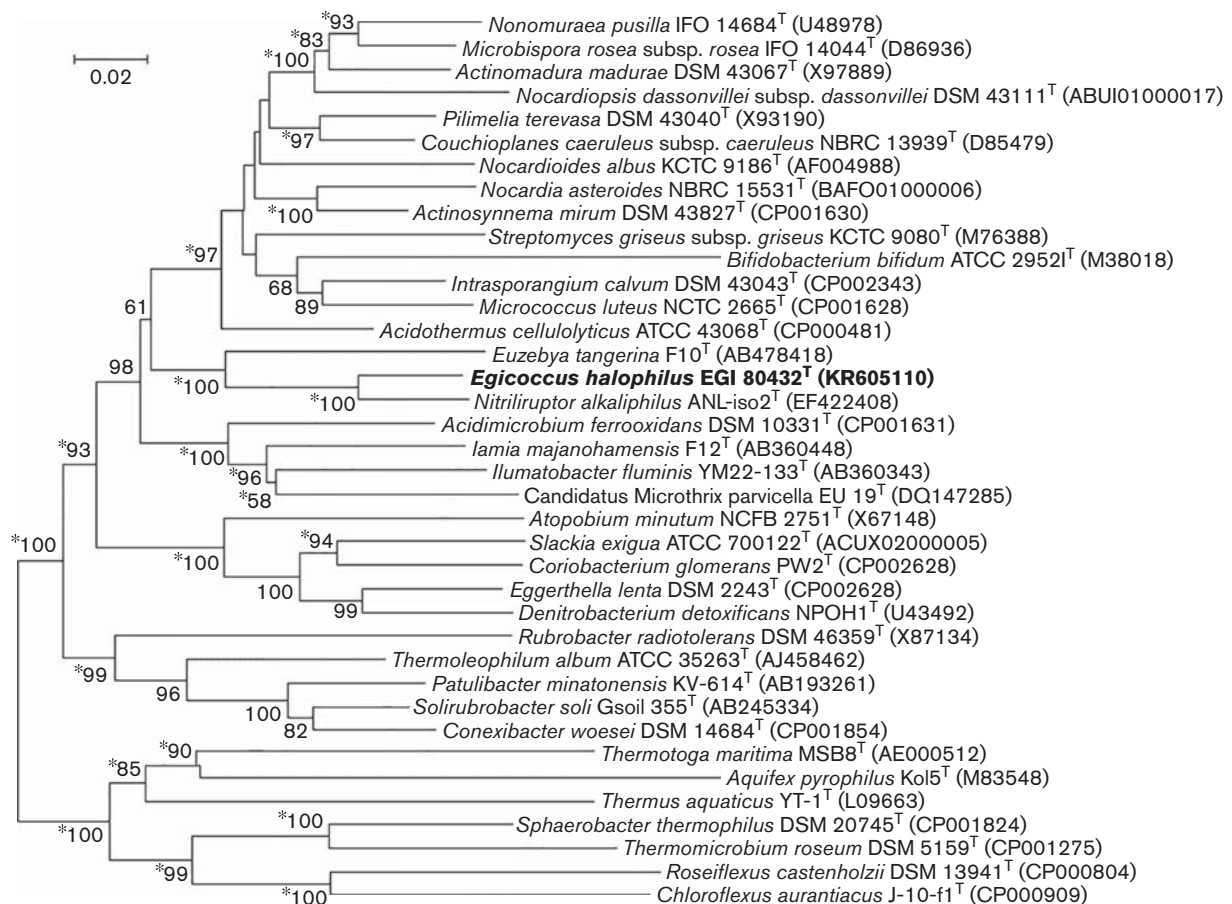 *93
Nonomuraea pusilla IFO 14684T (U48978)
*83
Microbispora rosea subsp. rosea IFO 14044T (D86936)
*100
Actinomadura madurae DSM 43067T (X97889)
0.02
Nocardiopsis dassonvillei subsp. dassonvillei DSM 43111T (ABUI01000017)
Pilimelia terevasa DSM 43040T (X93190)
*97
Couchioplanes caeruleus subsp. caeruleus NBRC 13939T (D85479)
Nocardioides albus KCTC 9186T (AF004988)
Nocardia asteroides NBRC 15531T (BAFO01000006)
*100
Actinosynnema mirum DSM 43827T (CP001630)
Streptomyces griseus subsp. griseus KCTC 9080T (M76388)
*97
Bifidobacterium bifidum ATCC 2952IT (M38018)
68
Intrasporangium calvum DSM 43043T (CP002343)
89
Micrococcus luteus NCTC 2665T (CP001628)
61
Acidothermus cellulolyticus ATCC 43068T (CP000481)
Euzebya tangerina F10T (AB478418)
98
*100
Egicoccus halophilus EGI 80432T (KR605110)
*100
Nitriliruptor alkaliphilus ANL-iso2T (EF422408)
Acidimicrobium ferrooxidans DSM 10331T (CP001631)
*93
*100
Iamia majanohamensis F12T (AB360448)
*96
Ilumatobacter fluminis YM22-133T (AB360343)
*58
Candidatus Microthrix parvicella EU 19T (DQ147285)
Atopobium minutum NCFB 2751T (X67148)
*100
*100
*94
Slackia exigua ATCC 700122T (ACUX02000005)
Coriobacterium glomerans PW2T (CP002628)
100
Eggerthella lenta DSM 2243T (CP002628)
99
Denitrobacterium detoxificans NPOH1T (U43492)
Rubrobacter radiotolerans DSM 46359T (X87134)
*99
Thermoleophilum album ATCC 35263T (AJ458462)
96
Patulibacter minatonensis KV-614T (AB193261)
100
Solirubrobacter soli Gsoil 355T (AB245334)
82
Conexibacter woesei DSM 14684T (CP001854)
*90
Thermotoga maritima MSB8T (AE000512)
*85
Aquifex pyrophilus Kol5T (M83548)
Thermus aquaticus YT-1T (L09663)
*100
*100
Sphaerobacter thermophilus DSM 20745T (CP001824)
Thermomicrobium roseum DSM 5159T (CP001275)
*99
Roseiflexus castenholzii DSM 13941T (CP000804)
*100
Chloroflexus aurantiacus J-10-f1T (CP000909)